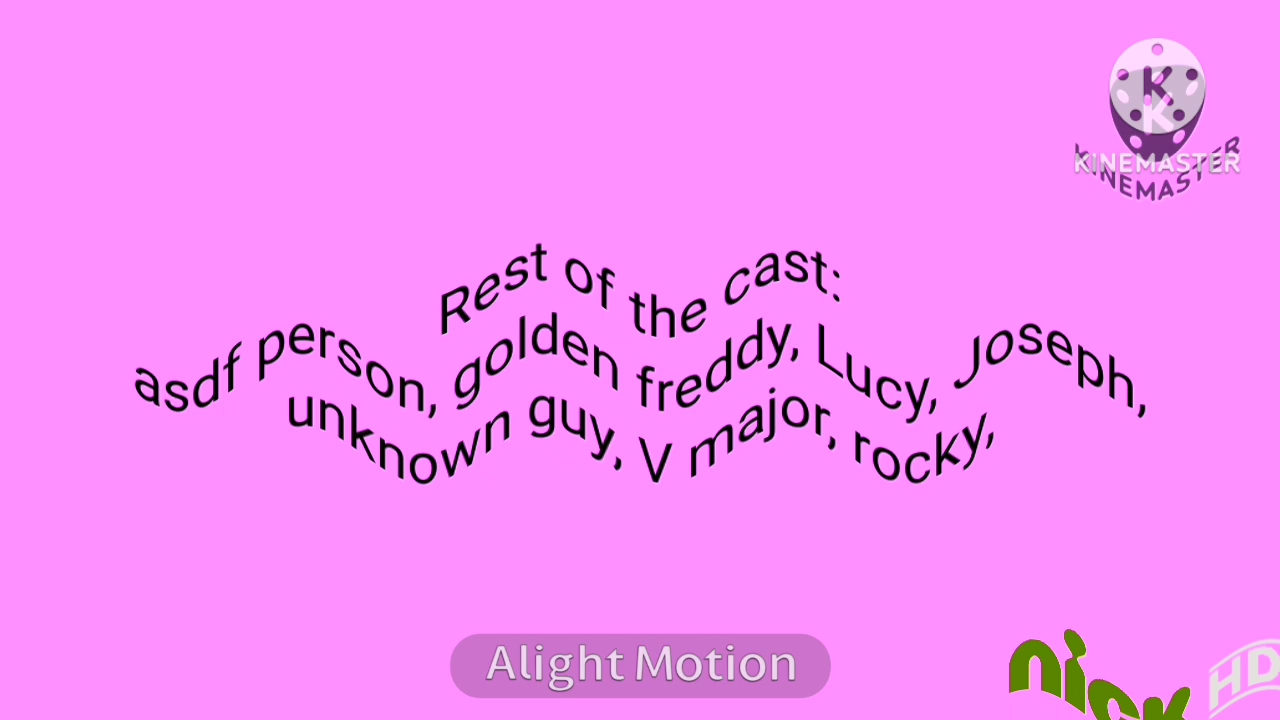 KINEMASTER
KINEMASTER
Rest of the cast:
asdf person, golden freddy, Lucy, Joseph,
unknown guy, V major, rocky,
Alight Motion
nick HD